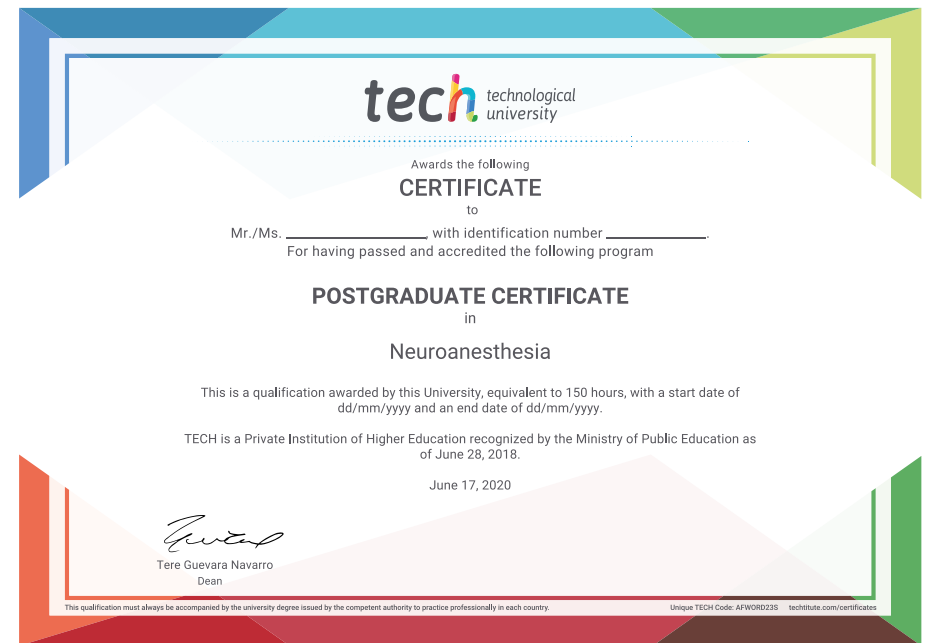 tech technological
university
Awards the following
CERTIFICATE
to
Mr./Ms. ____________________, with identification number ______________.
For having passed and accredited the following program
POSTGRADUATE CERTIFICATE
in
Neuroanesthesia
This is a qualification awarded by this University, equivalent to 150 hours, with a start date of
dd/mm/yyyy and an end date of dd/mm/yyyy.
TECH is a Private Institution of Higher Education recognized by the Ministry of Public Education as
of June 28, 2018.
June 17, 2020
Tere Guevara Navarro
Dean
This qualification must always be accompanied by the university degree issued by the competent authority to practice professionally in each country. Unique TECH Code: AFWORD23S techtitute.com/certificates